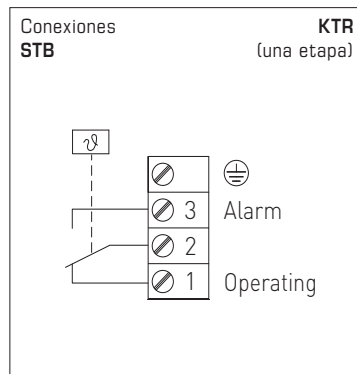 Conexiones KTR
STB (una etapa)
ϑ
3 Alarm
2
1 Operating